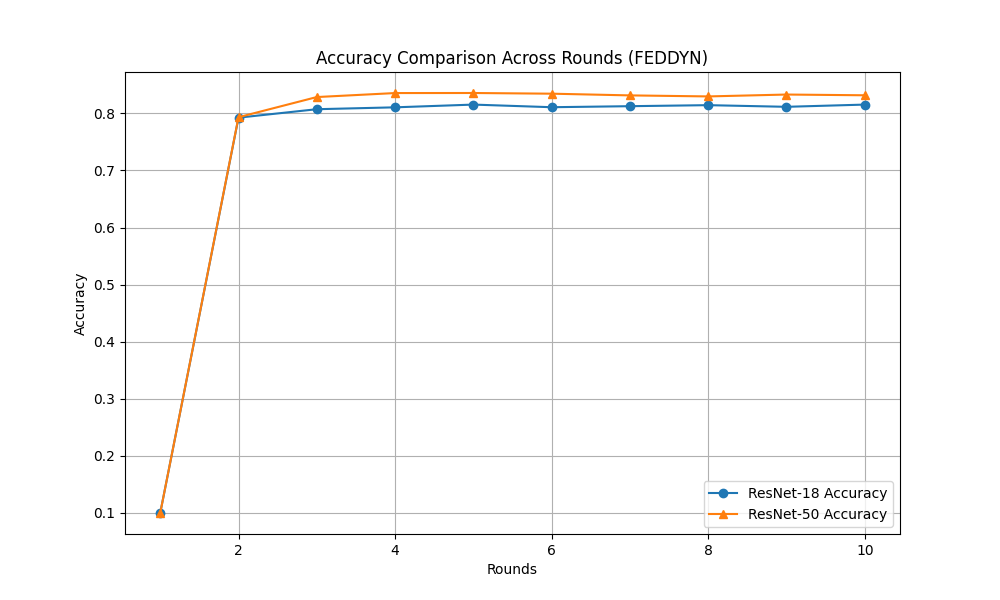 Accuracy Comparison Across Rounds (FEDDYN)
Accuracy
0.8
0.7
0.6
0.5
0.4
0.3
0.2
0.1
2 4 6 8 10
Rounds
ResNet-18 Accuracy
ResNet-50 Accuracy